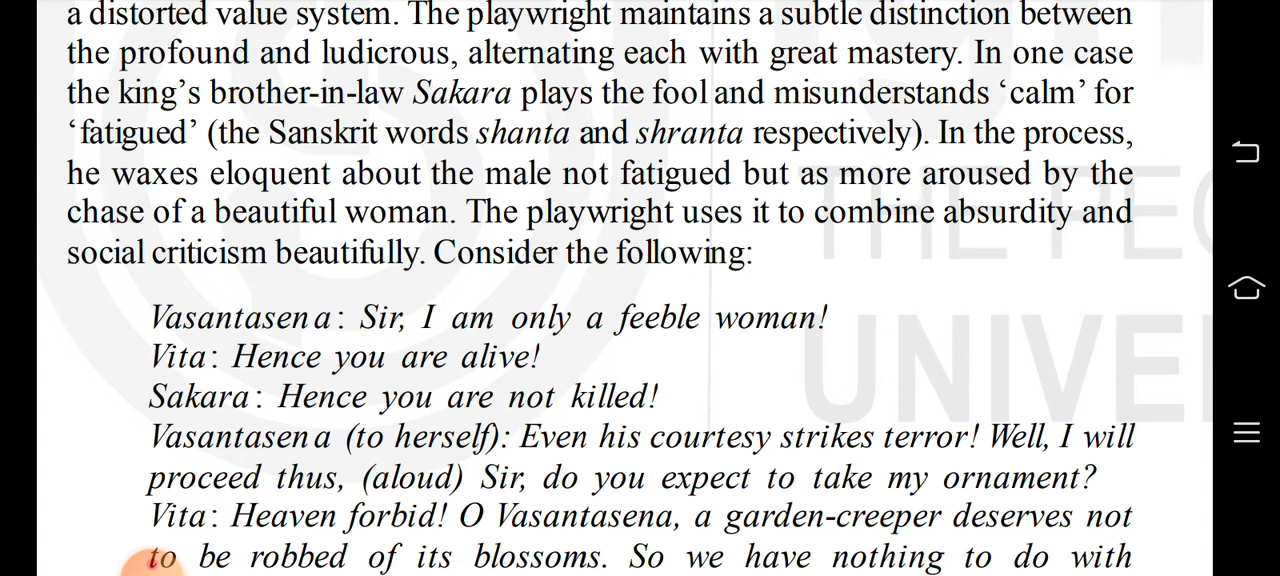 a distorted value system. The playwright maintains a subtle distinction between
the profound and ludicrous, alternating each with great mastery. In one case
the king's brother-in-law Sakara plays the fool and misunderstands ‘calm’ for
‘fatigued’ (the Sanskrit words shanta and shranta respectively). In the process,
he waxes eloquent about the male not fatigued but as more aroused by the
chase of a beautiful woman. The playwright uses it to combine absurdity and
social criticism beautifully. Consider the following:
Vasantasena: Sir, I am only a feeble woman!
Vita: Hence you are alive!
Sakara: Hence you are not killed!
Vasantasena (to herself): Even his courtesy strikes terror! Well, I will
proceed thus, (aloud) Sir, do you expect to take my ornament?
Vita: Heaven forbid! O Vasantasena, a garden-creeper deserves not
to be robbed of its blossoms. So we have nothing to do with
THE PE
UNIVE